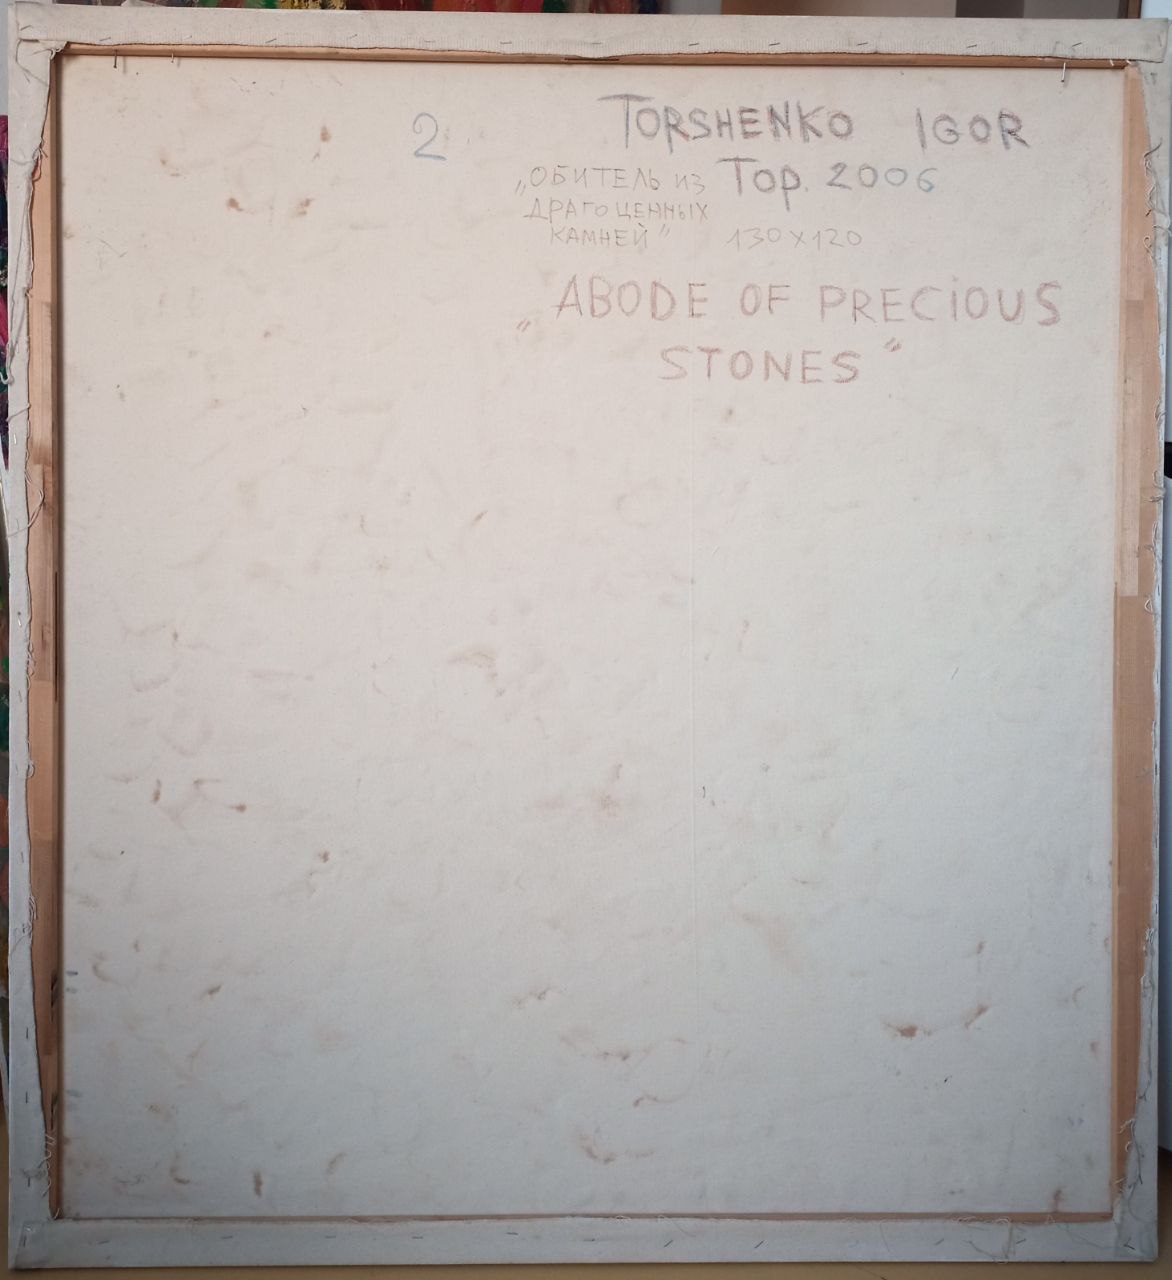 2 TORSHENKO IGOR
„ОБИТЕЛЬ ИЗ Тор. 2006
ДРАГОЦЕННЫХ
КАМНЕЙ" 130X120
„ABODE OF PRECIOUS
STONES"